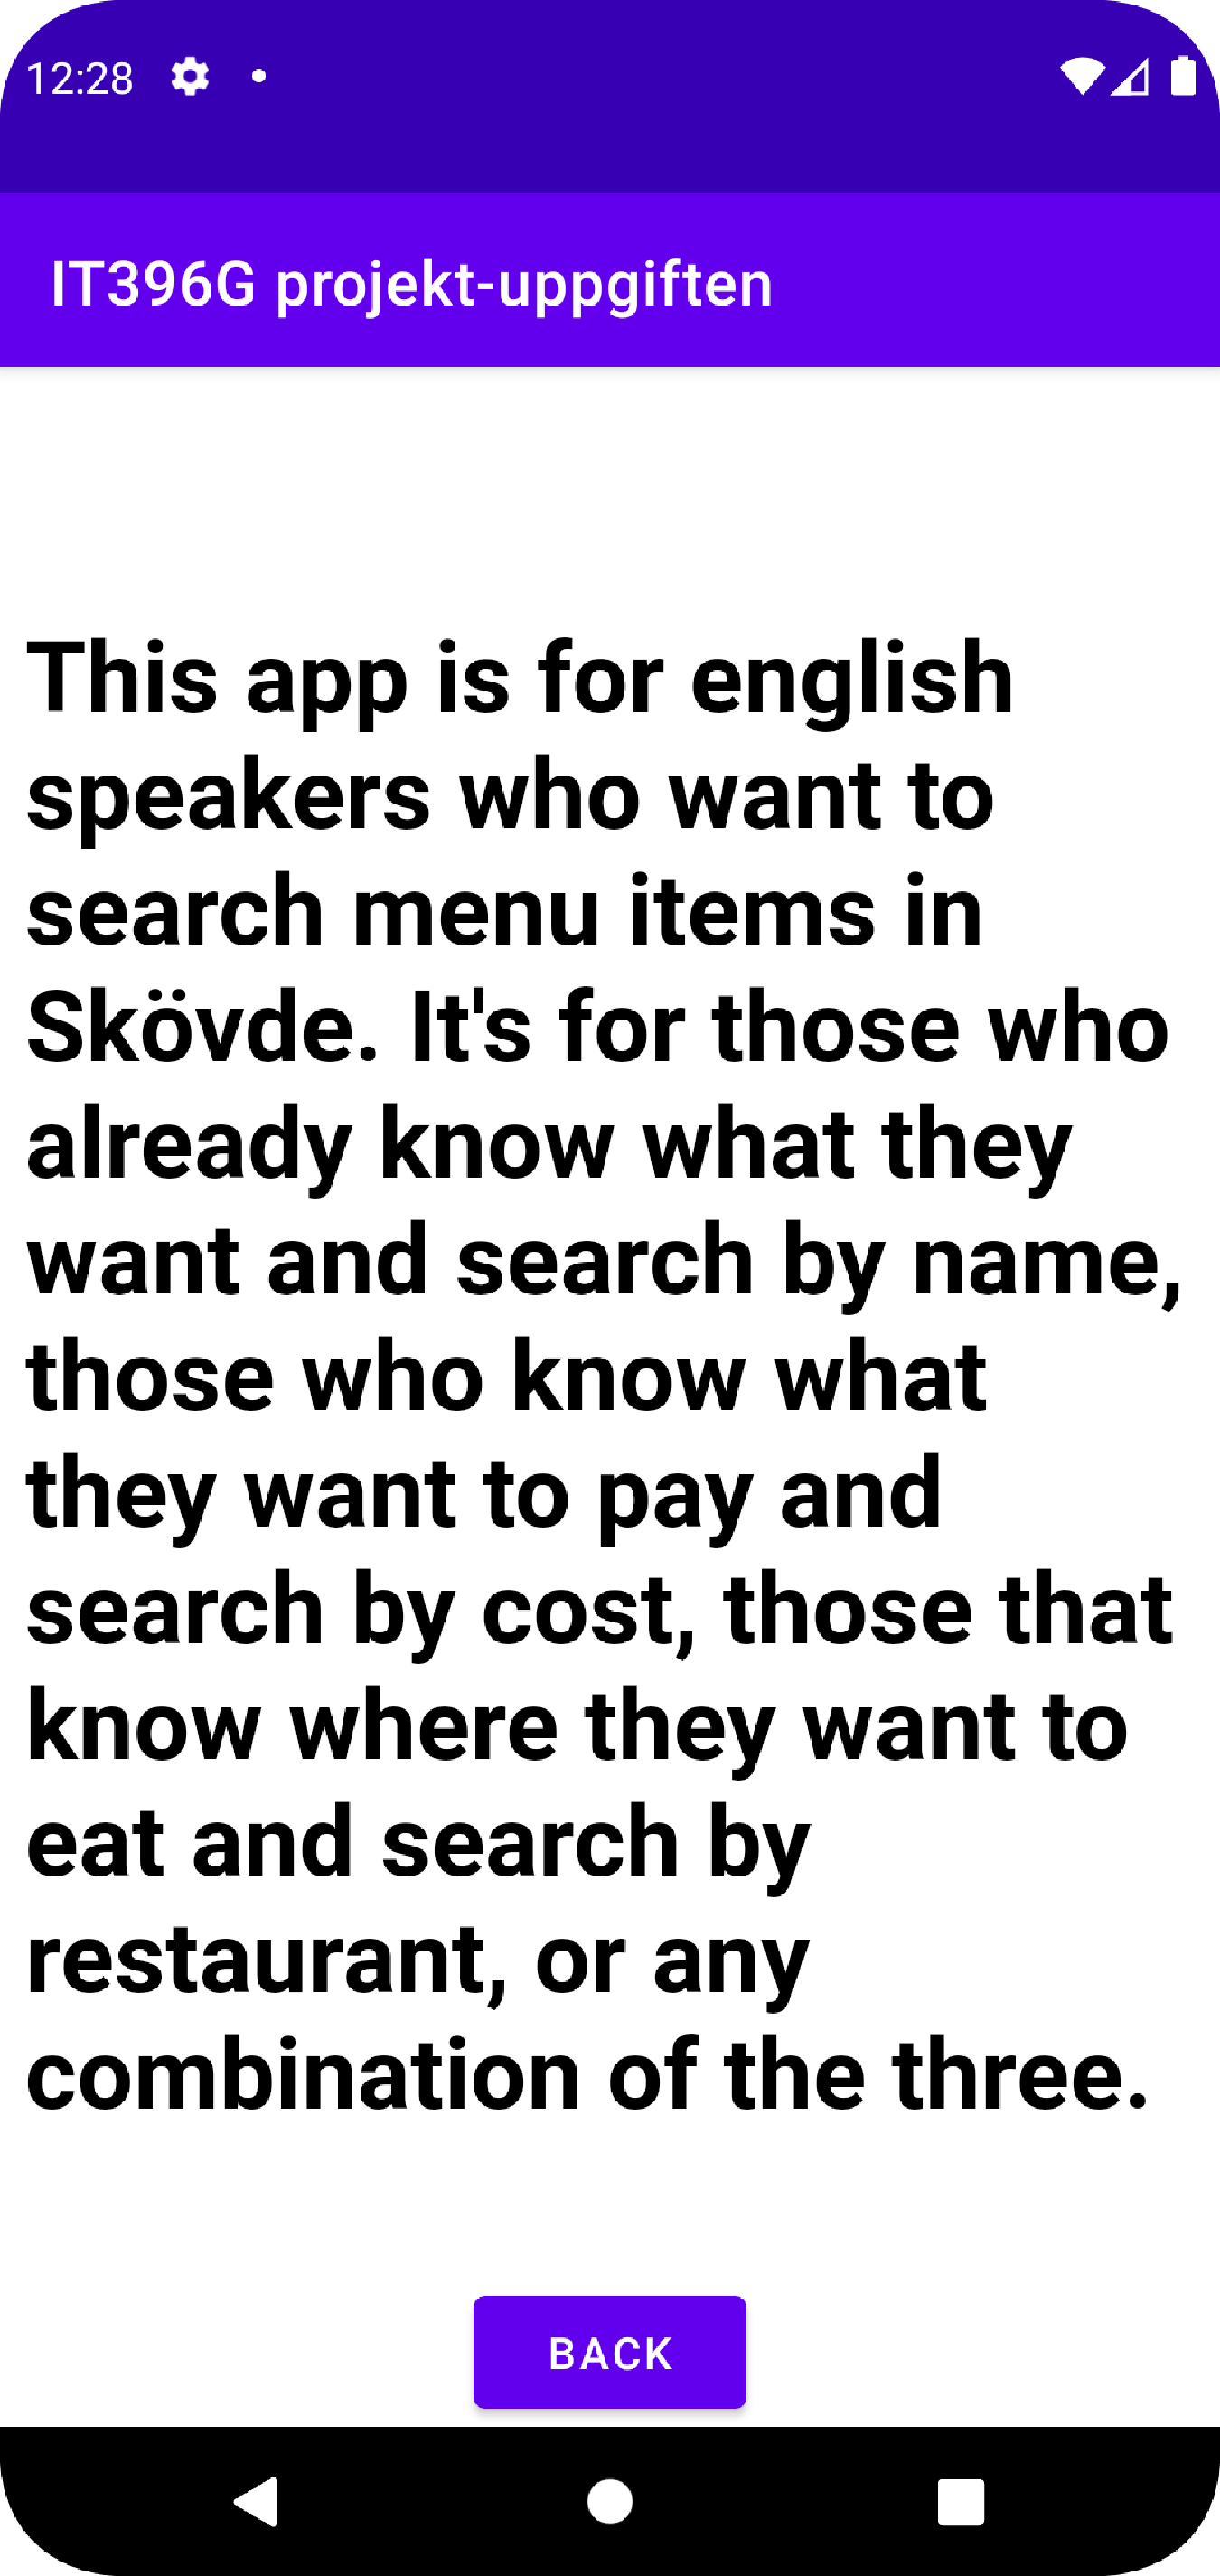 12:28
IT396G projekt-uppgiften
This app is for english
speakers who want to
search menu items in
Skövde. It's for those who
already know what they
want and search by name,
those who know what
they want to pay and
search by cost, those that
know where they want to
eat and search by
restaurant, or any
combination of the three.
BACK